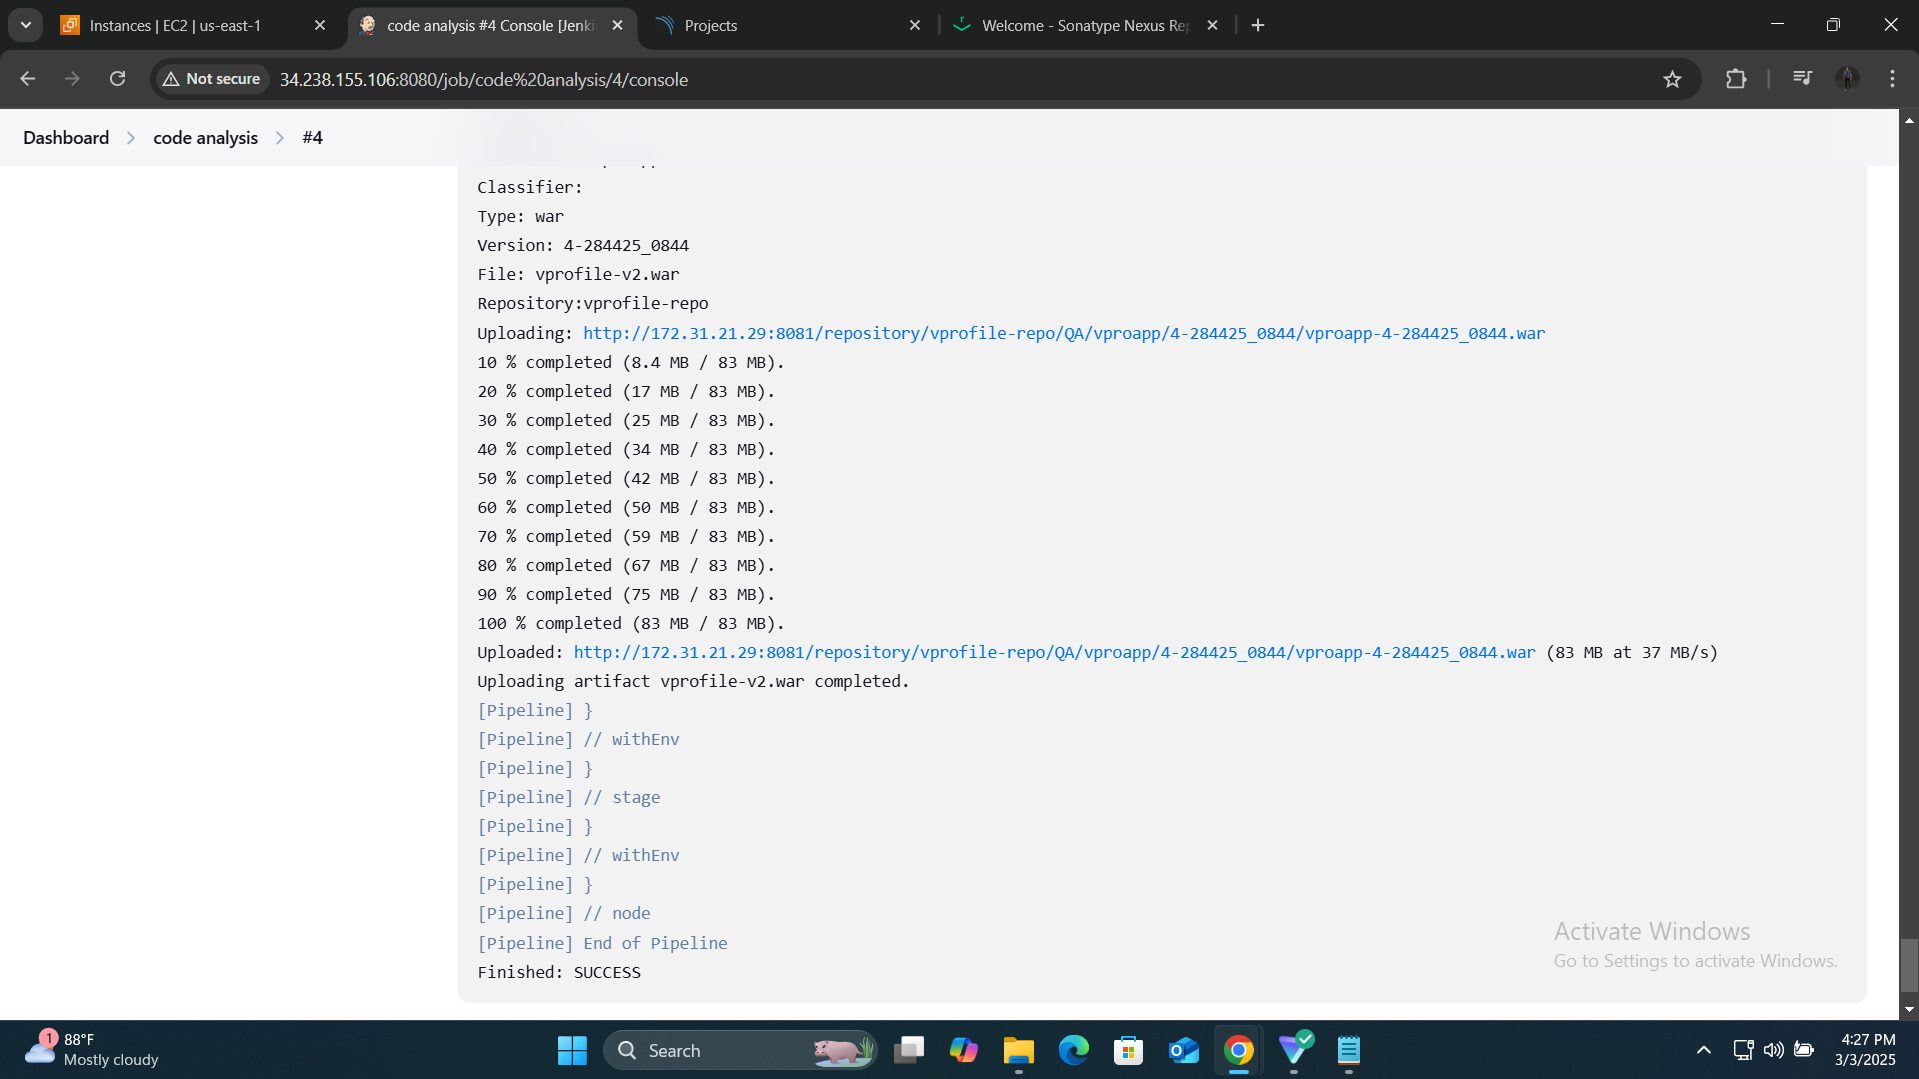 Instances | EC2 | us-east-1
code analysis #4 Console [Jenki
Projects
Welcome - Sonatype Nexus Rep
Not secure
34.238.155.106:8080/job/code%20analysis/4/console
Dashboard
code analysis
#4
Classifier:
Type: war
Version: 4-284425_0844
File: vprofile-v2.war
Repository:vprofile-repo
Uploading: http://172.31.21.29:8081/repository/vprofile-repo/QA/vproapp/4-284425_0844/vproapp-4-284425_0844.war
10 % completed (8.4 MB / 83 MB).
20 % completed (17 MB / 83 MB).
30 % completed (25 MB / 83 MB).
40 % completed (34 MB / 83 MB).
50 % completed (42 MB / 83 MB).
60 % completed (50 MB / 83 MB).
70 % completed (59 MB / 83 MB).
80 % completed (67 MB / 83 MB).
90 % completed (75 MB / 83 MB).
100 % completed (83 MB / 83 MB).
Uploaded: http://172.31.21.29:8081/repository/vprofile-repo/QA/vproapp/4-284425_0844/vproapp-4-284425_0844.war (83 MB at 37 MB/s)
Uploading artifact vprofile-v2.war completed.
[Pipeline] }
[Pipeline] // withEnv
[Pipeline] }
[Pipeline] // stage
[Pipeline] }
[Pipeline] // withEnv
[Pipeline] }
[Pipeline] // node
[Pipeline] End of Pipeline
Finished: SUCCESS
Activate Windows
Go to Settings to activate Windows.
1
88°F
Mostly cloudy
Search
4:27 PM
3/3/2025